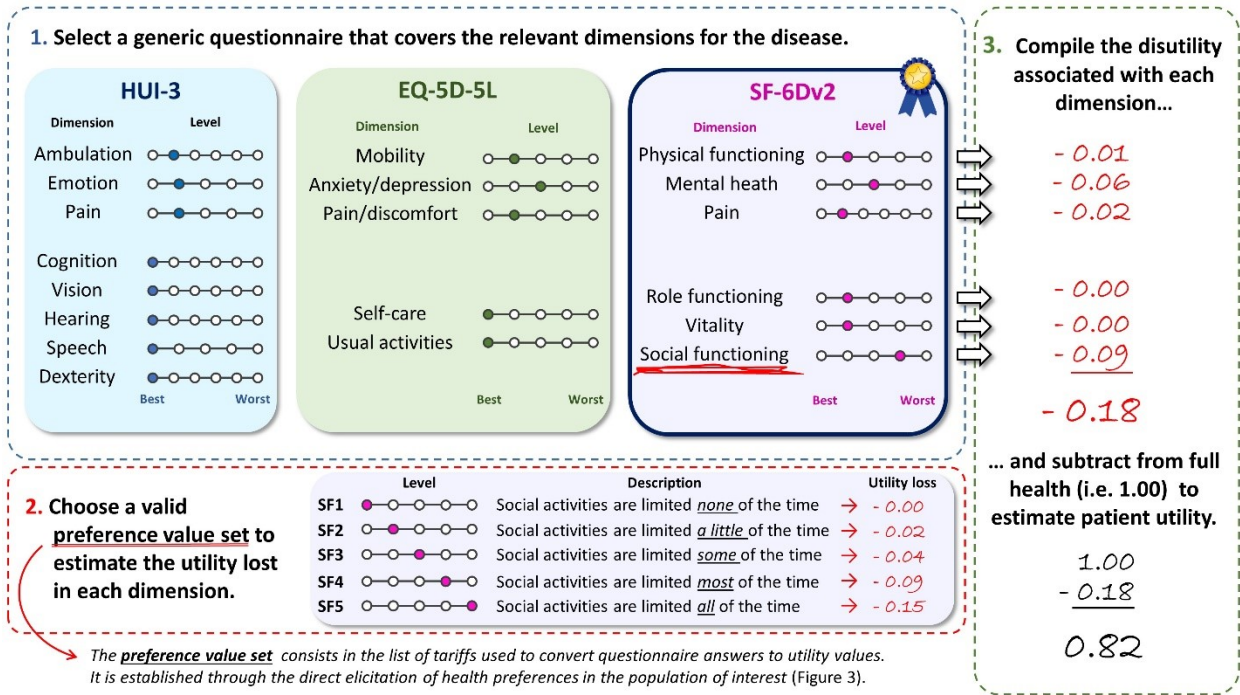 1. Select a generic questionnaire that covers the relevant dimensions for the disease.
HUI-3
Dimension Level
Ambulation
Emotion
Pain
Cognition
Vision
Hearing
Speech
Dexterity
Best Worst
EQ-5D-5L
Dimension Level
Mobility
Anxiety/depression
Pain/discomfort
Self-care
Usual activities
Best Worst
SF-6Dv2
Dimension Level
Physical functioning
Mental heath
Pain
Role functioning
Vitality
Social functioning
Best Worst
2. Choose a valid
preference value set to
estimate the utility lost
in each dimension.
Level Description Utility loss
SF1 Social activities are limited none of the time → - 0.00
SF2 Social activities are limited a little of the time → - 0.02
SF3 Social activities are limited some of the time → - 0.04
SF4 Social activities are limited most of the time → - 0.09
SF5 Social activities are limited all of the time → - 0.15
The preference value set consists in the list of tariffs used to convert questionnaire answers to utility values.
It is established through the direct elicitation of health preferences in the population of interest (Figure 3).
3. Compile the disutility
associated with each
dimension...
- 0.01
- 0.06
- 0.02
- 0.00
- 0.00
- 0.09
- 0.18
... and subtract from full
health (i.e. 1.00) to
estimate patient utility.
1.00
- 0.18
0.82